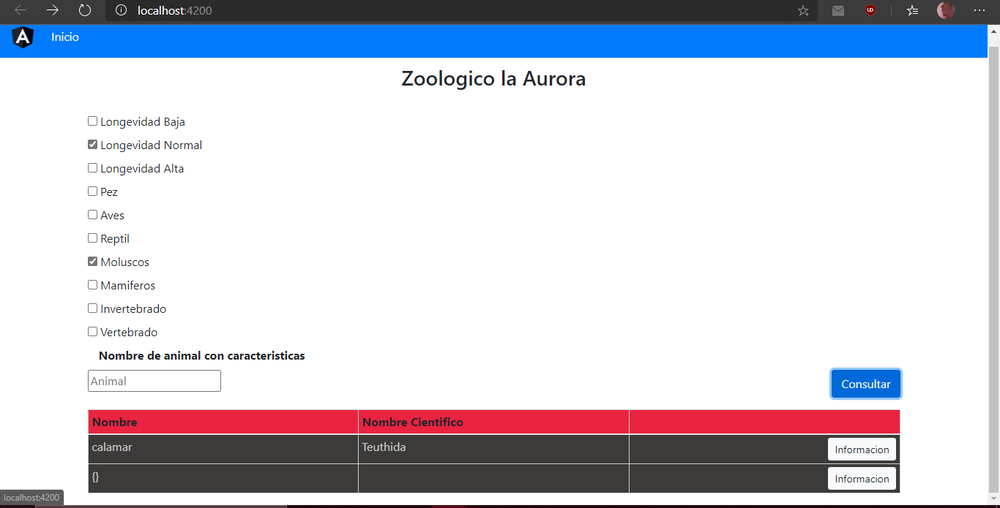 localhost:4200
UD
A Inicio
Zoologico la Aurora
Longevidad Baja
Longevidad Normal
Longevidad Alta
Pez
Aves
Reptil
Moluscos
Mamiferos
Invertebrado
Vertebrado
Nombre de animal con caracteristicas
Animal
Consultar
Nombre Nombre Cientifico
calamar Teuthida Informacion
{} Informacion
localhost:4200